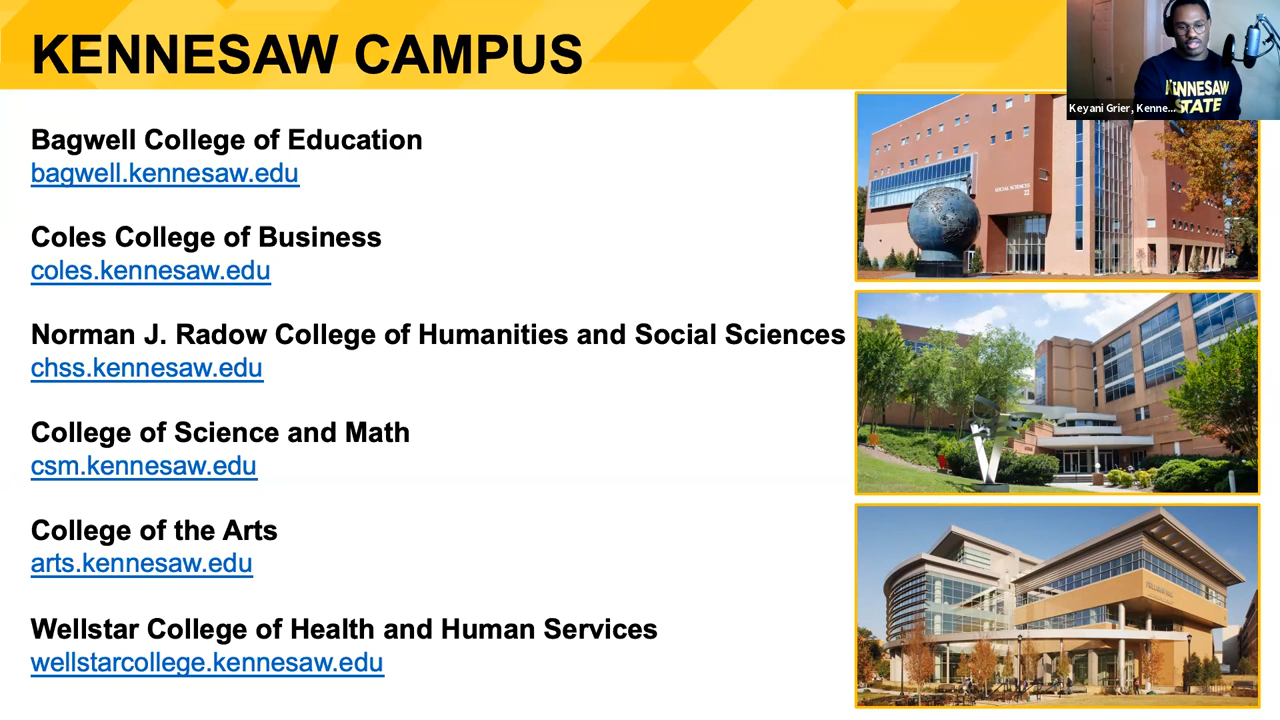 KENNESAW CAMPUS
Bagwell College of Education
bagwell.kennesaw.edu
Coles College of Business
coles.kennesaw.edu
Norman J. Radow College of Humanities and Social Sciences
chss.kennesaw.edu
College of Science and Math
csm.kennesaw.edu
College of the Arts
arts.kennesaw.edu
Wellstar College of Health and Human Services
wellstarcollege.kennesaw.edu
KENNESAW
STATE
Keyani Grier, Kenne...
SOCIAL SCIENCES
22